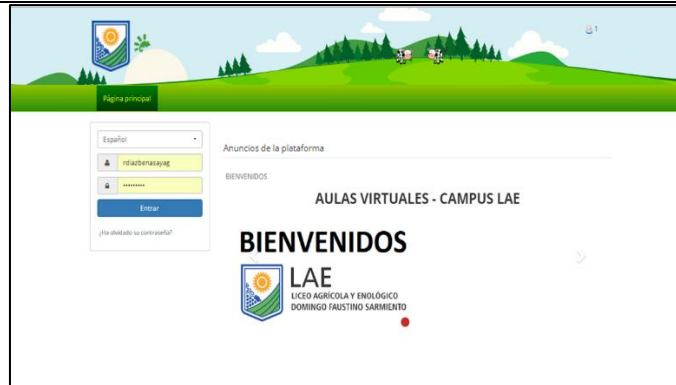 1
Página principal
Español
rdiazbenasayag
•••••••••
Entrar
¿Ha olvidado su contraseña?
Anuncios de la plataforma
BIENVENIDOS
AULAS VIRTUALES - CAMPUS LAE
BIENVENIDOS
LAE
LICEO AGRÍCOLA Y ENOLÓGICO
DOMINGO FAUSTINO SARMIENTO